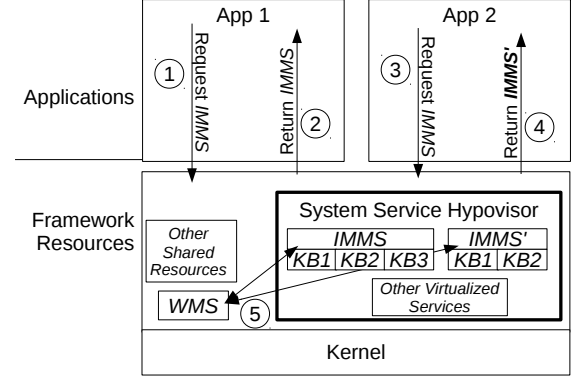 App 1
App 2
1
Request IMMS
Return IMMS
2
3
Request IMMS
Return IMMS'
4
Applications
Framework
Resources
Other
Shared
Resources
WMS
5
System Service Hypovisor
IMMS
KB1 KB2 KB3
IMMS'
KB1 KB2
Other Virtualized
Services
Kernel